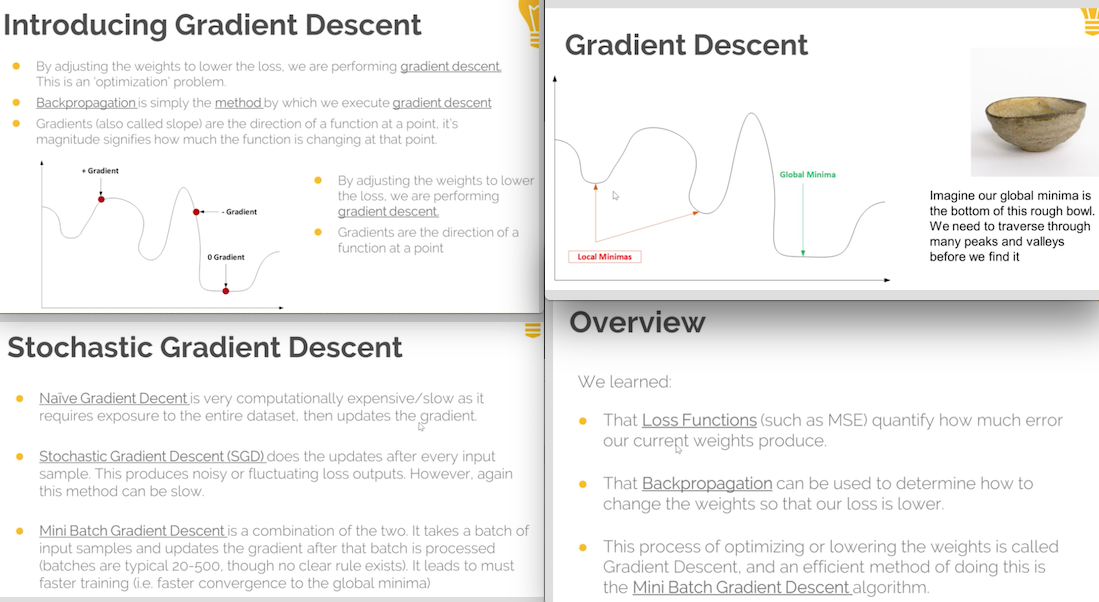 Introducing Gradient Descent
By adjusting the weights to lower the loss, we are performing gradient descent.
This is an 'optimization' problem.
Backpropagation is simply the method by which we execute gradient descent
Gradients (also called slope) are the direction of a function at a point, it's
magnitude signifies how much the function is changing at that point.
+ Gradient
- Gradient
0 Gradient
By adjusting the weights to lower
the loss, we are performing
gradient descent.
Gradients are the direction of a
function at a point
Gradient Descent
Global Minima
Local Minimas
Imagine our global minima is
the bottom of this rough bowl.
We need to traverse through
many peaks and valleys
before we find it
Stochastic Gradient Descent
Naïve Gradient Decent is very computationally expensive/slow as it
requires exposure to the entire dataset, then updates the gradient.
Stochastic Gradient Descent (SGD) does the updates after every input
sample. This produces noisy or fluctuating loss outputs. However, again
this method can be slow.
Mini Batch Gradient Descent is a combination of the two. It takes a batch of
input samples and updates the gradient after that batch is processed
(batches are typical 20-500, though no clear rule exists). It leads to must
faster training (i.e. faster convergence to the global minima)
Overview
We learned:
That Loss Functions (such as MSE) quantify how much error
our current weights produce.
That Backpropagation can be used to determine how to
change the weights so that our loss is lower.
This process of optimizing or lowering the weights is called
Gradient Descent, and an efficient method of doing this is
the Mini Batch Gradient Descent algorithm.